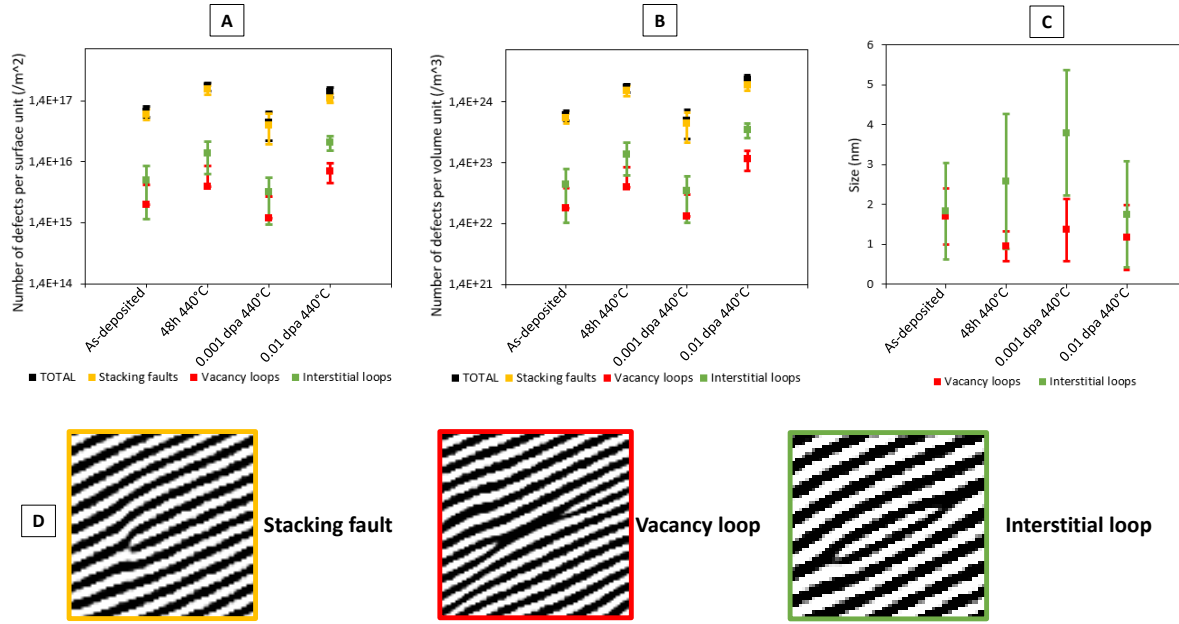 A
B
C
Number of defects per surface unit (/m^2)
1,4E+17
1,4E+16
1,4E+15
1,4E+14
As-deposited
48h 440°C
0.001 dpa 440°C
0.01 dpa 440°C
TOTAL Stacking faults Vacancy loops Interstitial loops
Number of defects per volume unit (/m^3)
1,4E+24
1,4E+23
1,4E+22
1,4E+21
As-deposited
48h 440°C
0.001 dpa 440°C
0.01 dpa 440°C
TOTAL Stacking faults Vacancy loops Interstitial loops
Size (nm)
6
5
4
3
2
1
0
As-deposited
48h 440°C
0.001 dpa 440°C
0.01 dpa 440°C
Vacancy loops Interstitial loops
D
Stacking fault
Vacancy loop
Interstitial loop